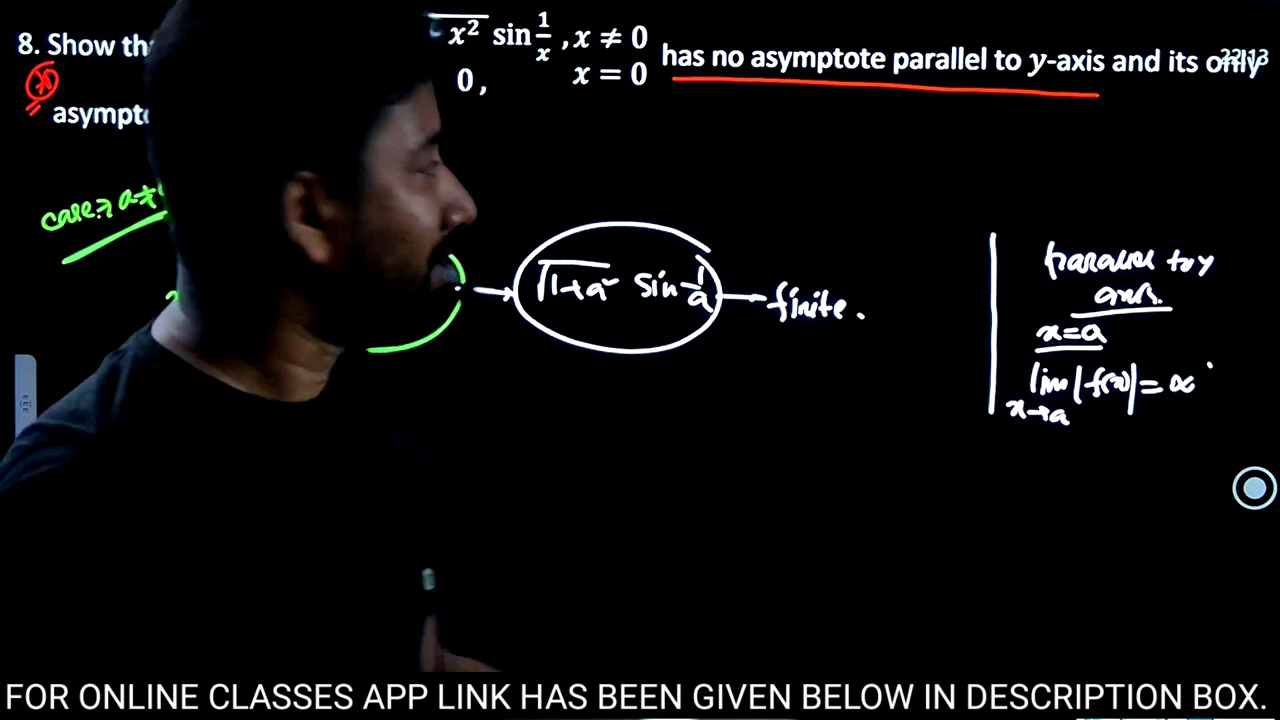 8. Show x² sin 1/x , x ≠ 0 has no asymptote parallel to y-axis and its only
0, x = 0
√1+a² sin 1/a → finite.
parallel to y
axis.
x=a
lim |f(x)| = ∞
x→a
FOR ONLINE CLASSES APP LINK HAS BEEN GIVEN BELOW IN DESCRIPTION BOX.